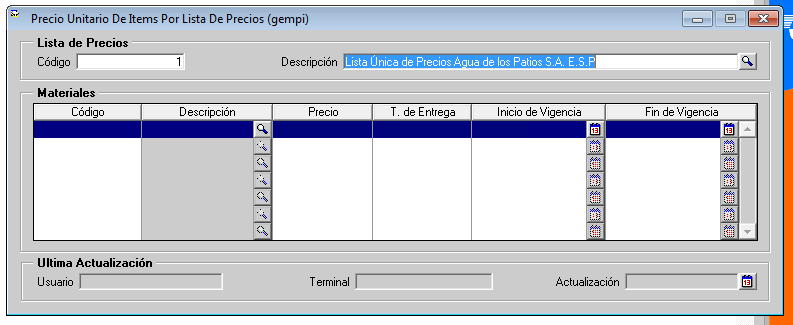 Precio Unitario De Items Por Lista De Precios (gempi)
Lista de Precios
Código 1 Descripción Lista Única de Precios Agua de los Patios S.A. E.S.P
Materiales
Código Descripción Precio T. de Entrega Inicio de Vigencia Fin de Vigencia
Ultima Actualización
Usuario Terminal Actualización